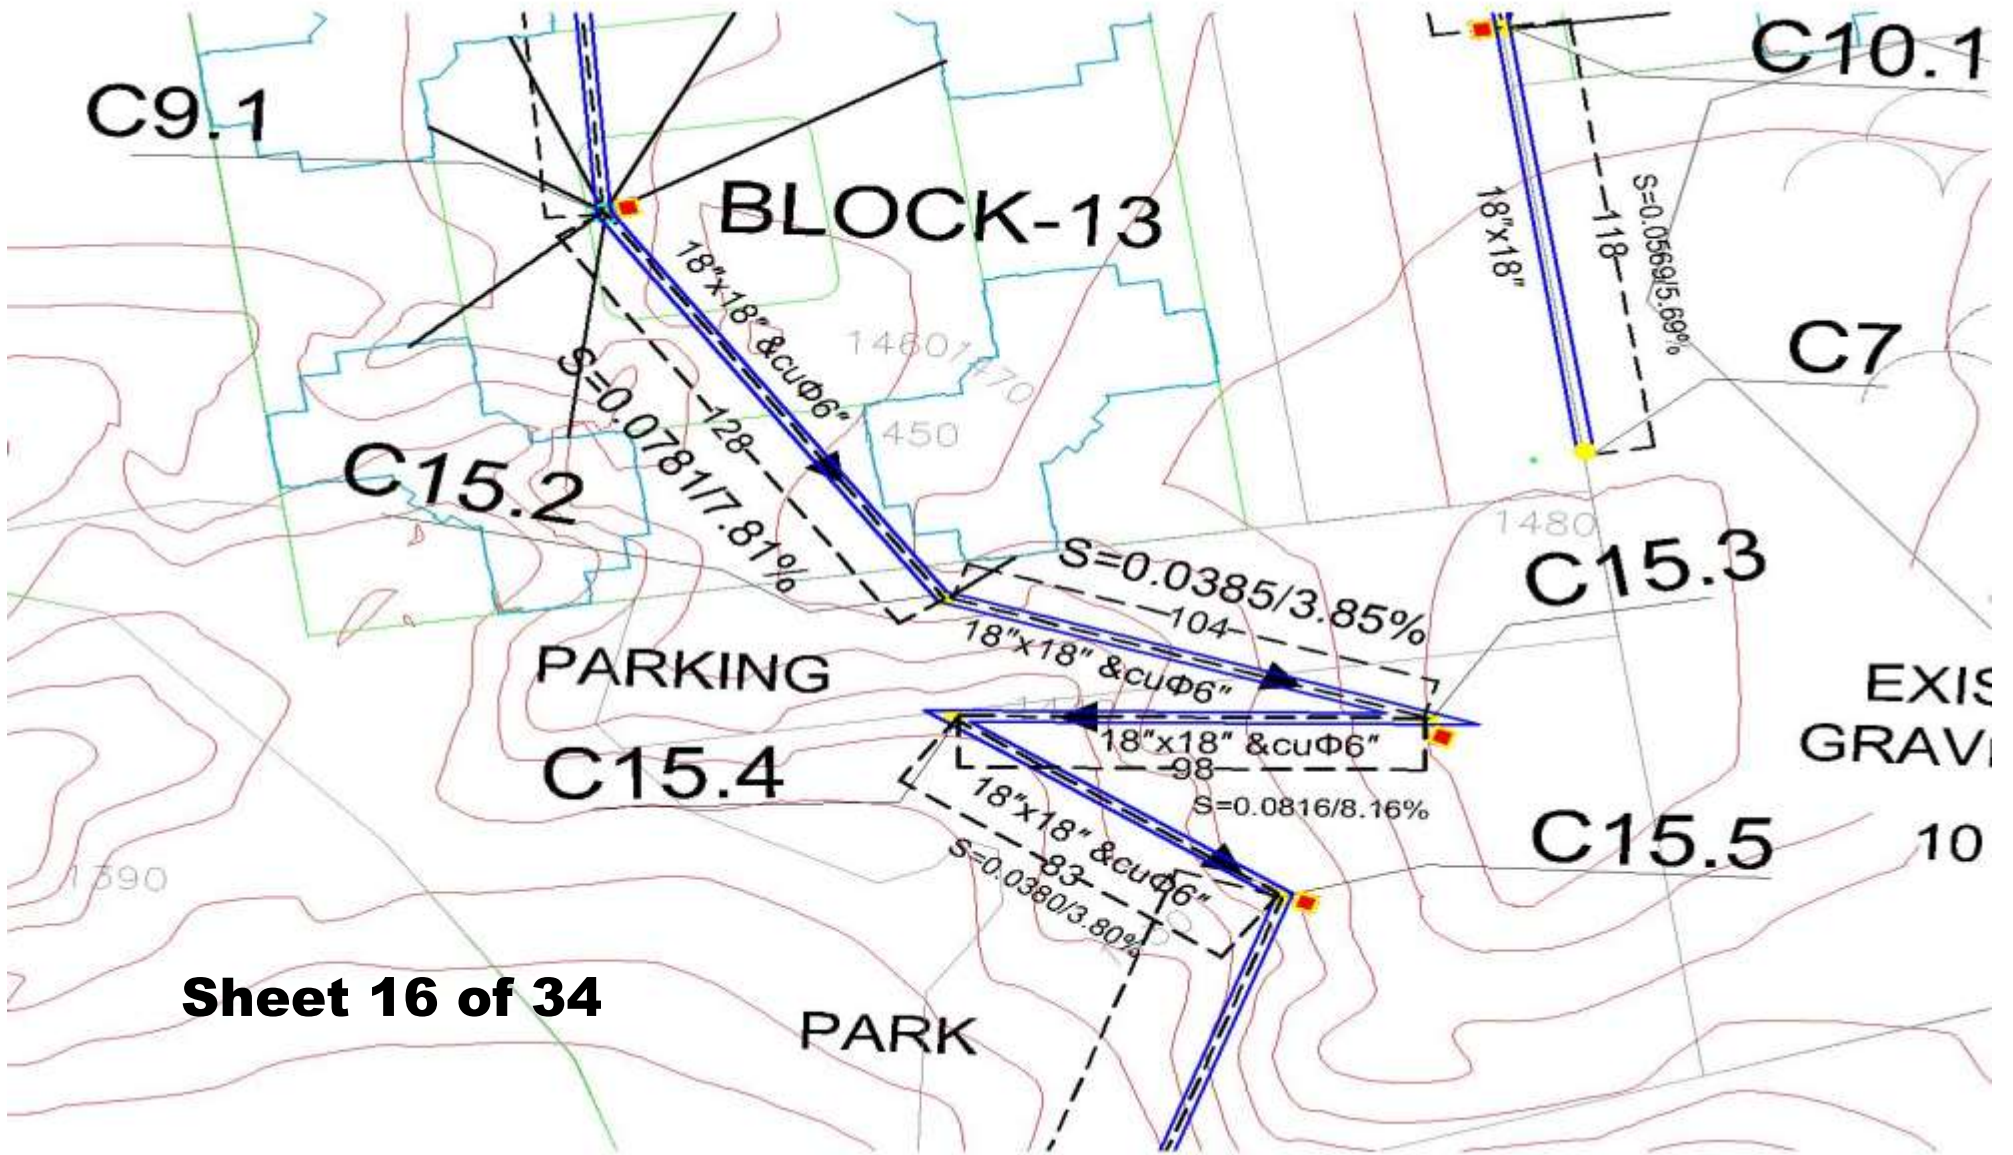 C10.1
C9.1
BLOCK-13
18"x18"
118
S=0.0569/5.69%
18"x18" &cuΦ6"
C7
1460
470
450
S=0.0781/7.81%
128
C15.2
1480
C15.3
S=0.0385/3.85%
104
18"x18" &cuΦ6"
PARKING
EXIS
GRAV
C15.4
18"x18" &cuΦ6"
98
S=0.0816/8.16%
18"x18" &cuΦ6"
83
S=0.0380/3.80%
C15.5
10
1390
Sheet 16 of 34
PARK